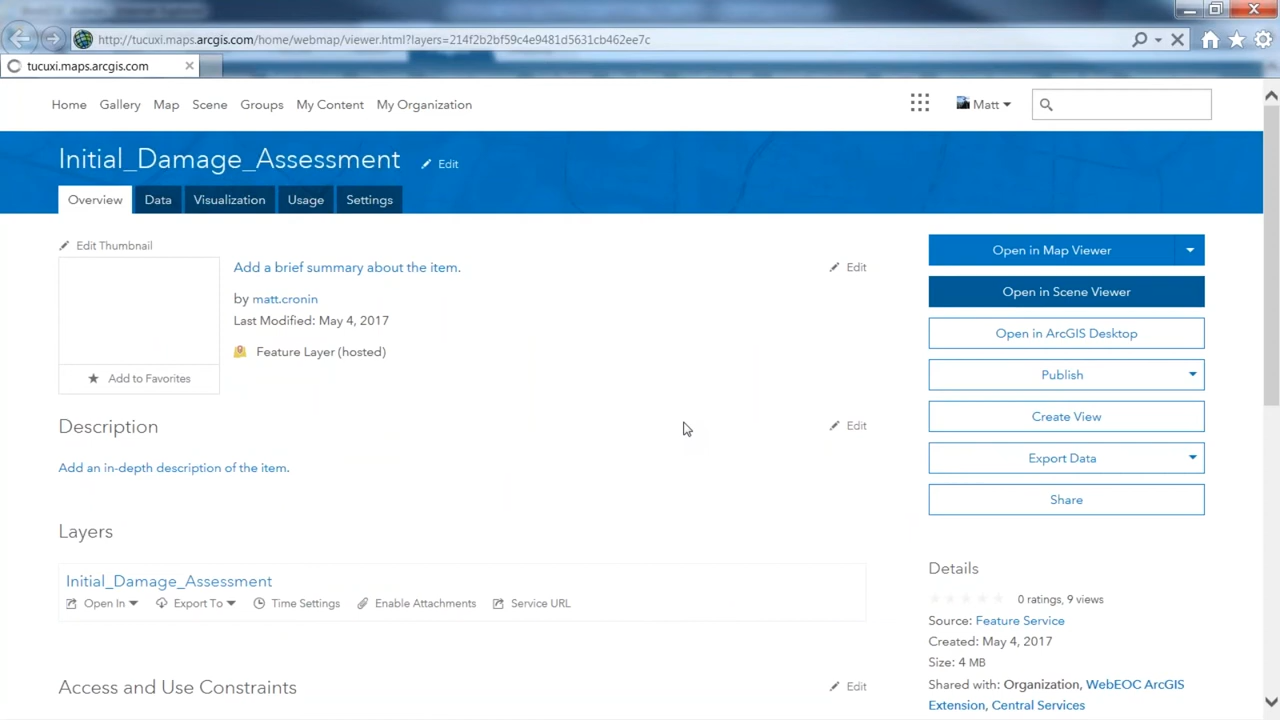 http://tucuxi.maps.arcgis.com/home/webmap/viewer.html?layers=214f2b2bf59c4e9481d5631cb462ee7c
tucuxi.maps.arcgis.com
Home Gallery Map Scene Groups My Content My Organization Matt
Initial_Damage_Assessment Edit
Overview Data Visualization Usage Settings
Edit Thumbnail
Add a brief summary about the item. Edit
by matt.cronin
Last Modified: May 4, 2017
Feature Layer (hosted)
Add to Favorites
Description Edit
Add an in-depth description of the item.
Layers
Initial_Damage_Assessment
Open In Export To Time Settings Enable Attachments Service URL
Access and Use Constraints Edit
Open in Map Viewer
Open in Scene Viewer
Open in ArcGIS Desktop
Publish
Create View
Export Data
Share
Details
0 ratings, 9 views
Source: Feature Service
Created: May 4, 2017
Size: 4 MB
Shared with: Organization, WebEOC ArcGIS
Extension, Central Services